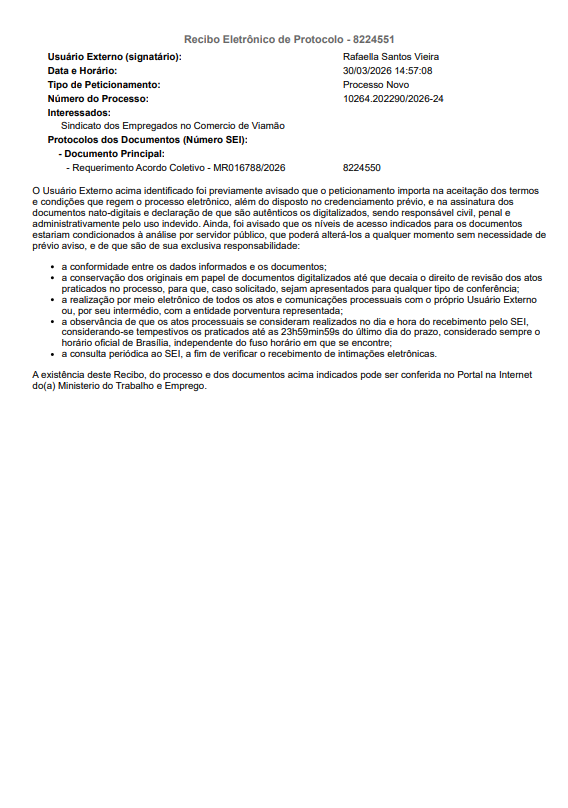 Recibo Eletrônico de Protocolo - 8224551
Usuário Externo (signatário): Rafaella Santos Vieira
Data e Horário: 30/03/2026 14:57:08
Tipo de Peticionamento: Processo Novo
Número do Processo: 10264.202290/2026-24
Interessados:
Sindicato dos Empregados no Comercio de Viamão
Protocolos dos Documentos (Número SEI):
- Documento Principal:
- Requerimento Acordo Coletivo - MR016788/2026 8224550
O Usuário Externo acima identificado foi previamente avisado que o peticionamento importa na aceitação dos termos
e condições que regem o processo eletrônico, além do disposto no credenciamento prévio, e na assinatura dos
documentos nato-digitais e declaração de que são autênticos os digitalizados, sendo responsável civil, penal e
administrativamente pelo uso indevido. Ainda, foi avisado que os níveis de acesso indicados para os documentos
estariam condicionados à análise por servidor público, que poderá alterá-los a qualquer momento sem necessidade de
prévio aviso, e de que são de sua exclusiva responsabilidade:
• a conformidade entre os dados informados e os documentos;
• a conservação dos originais em papel de documentos digitalizados até que decaia o direito de revisão dos atos
praticados no processo, para que, caso solicitado, sejam apresentados para qualquer tipo de conferência;
• a realização por meio eletrônico de todos os atos e comunicações processuais com o próprio Usuário Externo
ou, por seu intermédio, com a entidade porventura representada;
• a observância de que os atos processuais se consideram realizados no dia e hora do recebimento pelo SEI,
considerando-se tempestivos os praticados até as 23h59min59s do último dia do prazo, considerado sempre o
horário oficial de Brasília, independente do fuso horário em que se encontre;
• a consulta periódica ao SEI, a fim de verificar o recebimento de intimações eletrônicas.
A existência deste Recibo, do processo e dos documentos acima indicados pode ser conferida no Portal na Internet
do(a) Ministerio do Trabalho e Emprego.